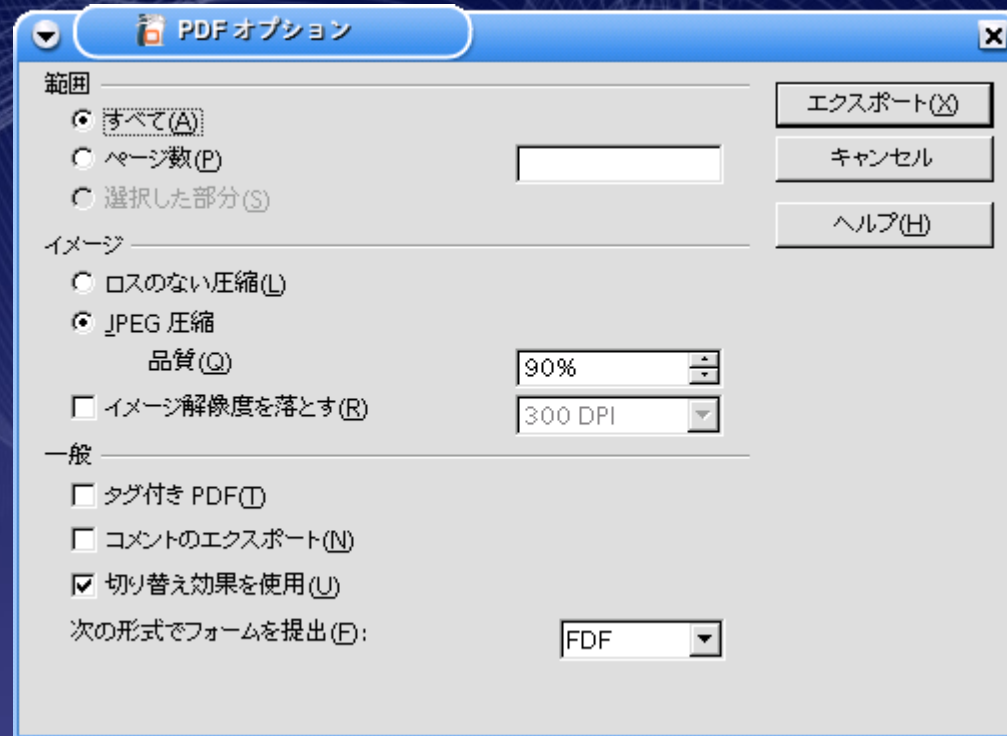 PDF オプション
範囲
すべて(A)
ページ数(P)
選択した部分(S)
イメージ
ロスのない圧縮(L)
JPEG 圧縮
品質(Q)
90%
イメージ解像度を落とす(R)
300 DPI
一般
タグ付き PDF(T)
コメントのエクスポート(N)
切り替え効果を使用(U)
次の形式でフォームを提出(F):
FDF
エクスポート(X)
キャンセル
ヘルプ(H)